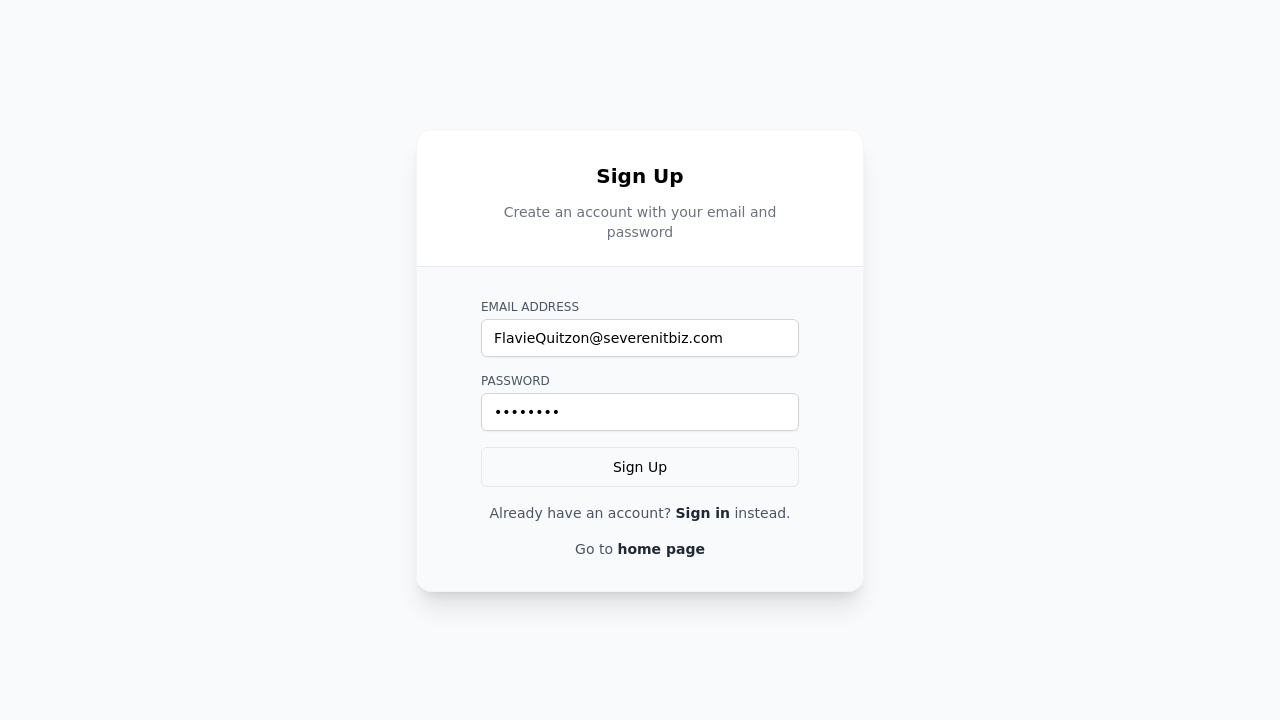 Sign Up
Create an account with your email and
password
EMAIL ADDRESS
FlavieQuitzon@severenitbiz.com
PASSWORD
••••••••
Sign Up
Already have an account? Sign in instead.
Go to home page